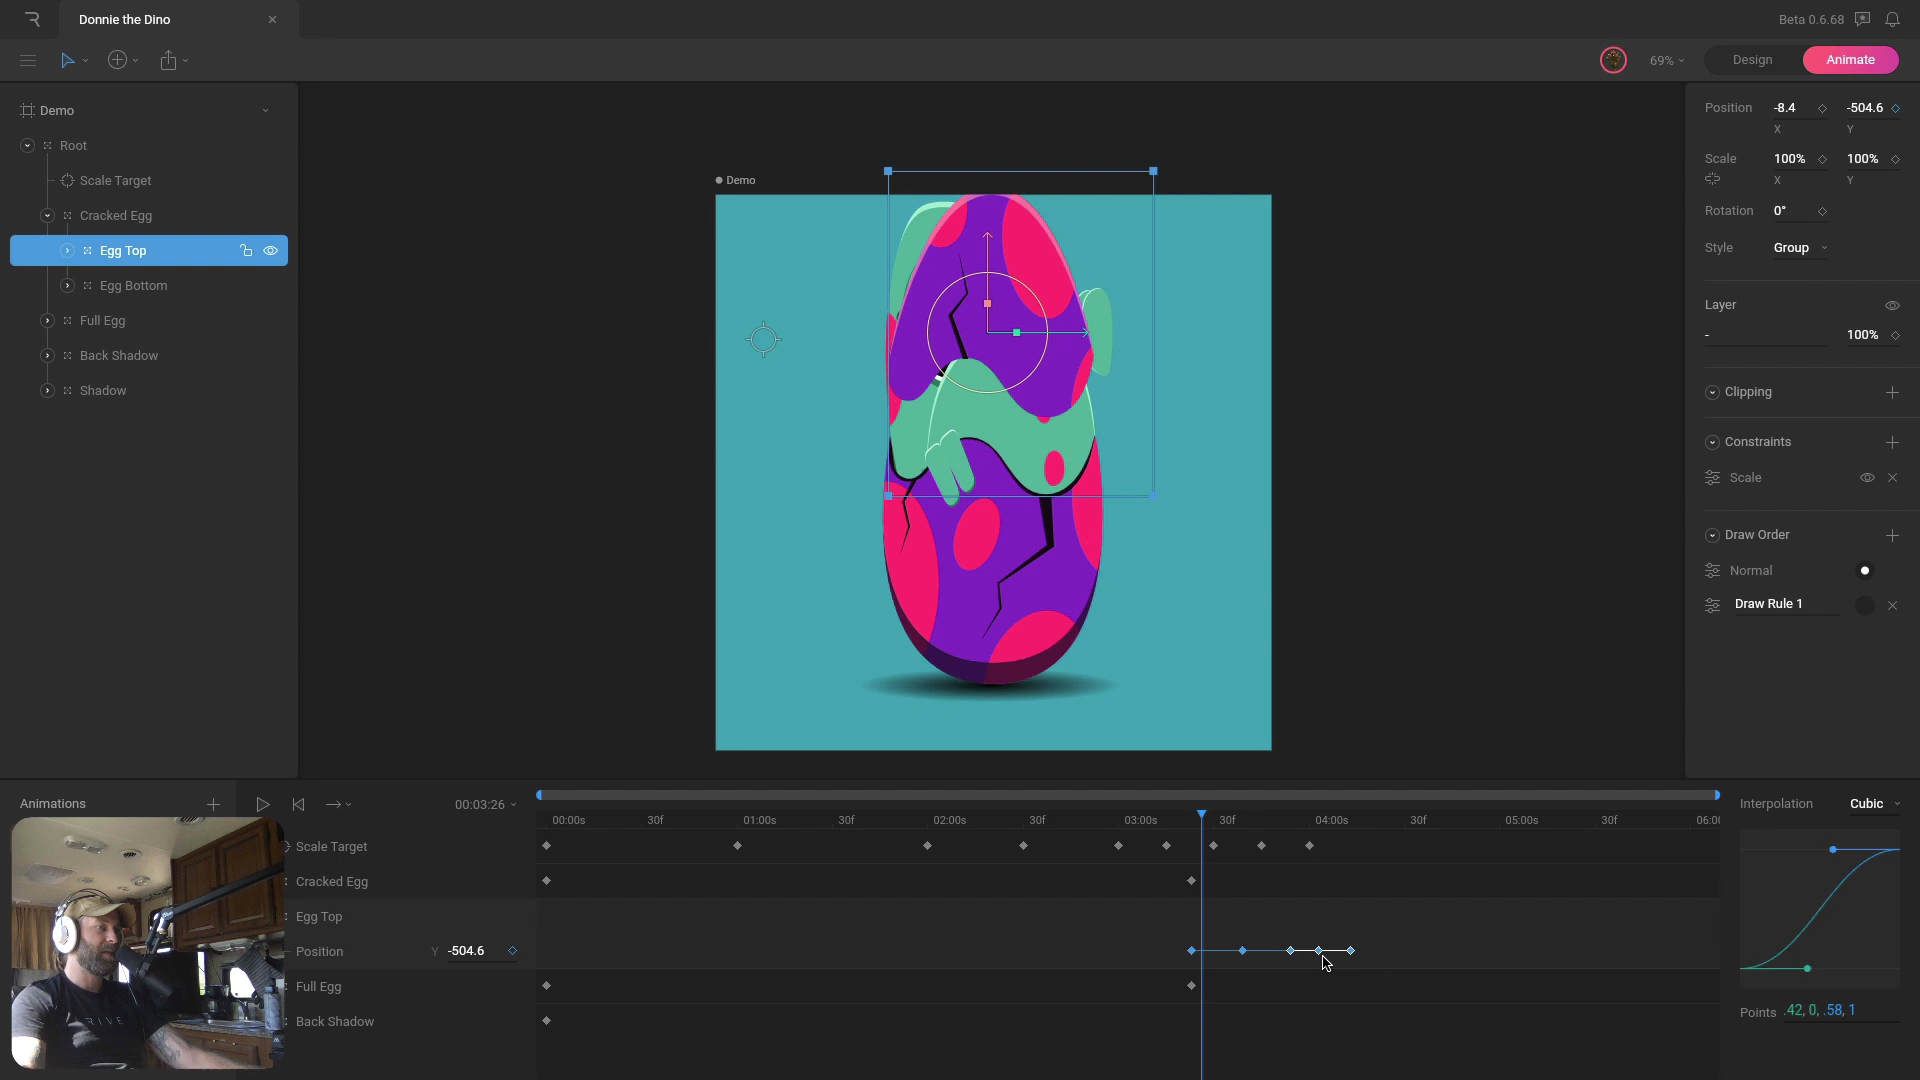 Donnie the Dino
Beta 0.6.68
69%
Design
Animate
Demo
Root
Scale Target
Cracked Egg
Egg Top
Egg Bottom
Full Egg
Back Shadow
Shadow
Demo
Position -8.4 -504.6
X Y
Scale 100% 100%
X Y
Rotation 0°
Style Group
Layer
- 100%
Clipping
Constraints
Scale
Draw Order
Normal
Draw Rule 1
Animations
00:03:26
00:00s 30f 01:00s 30f 02:00s 30f 03:00s 30f 04:00s 30f 05:00s 30f 06:00
Scale Target
Cracked Egg
Egg Top
Position Y -504.6
Full Egg
Back Shadow
Interpolation Cubic
Points .42, 0, .58, 1
RIVE